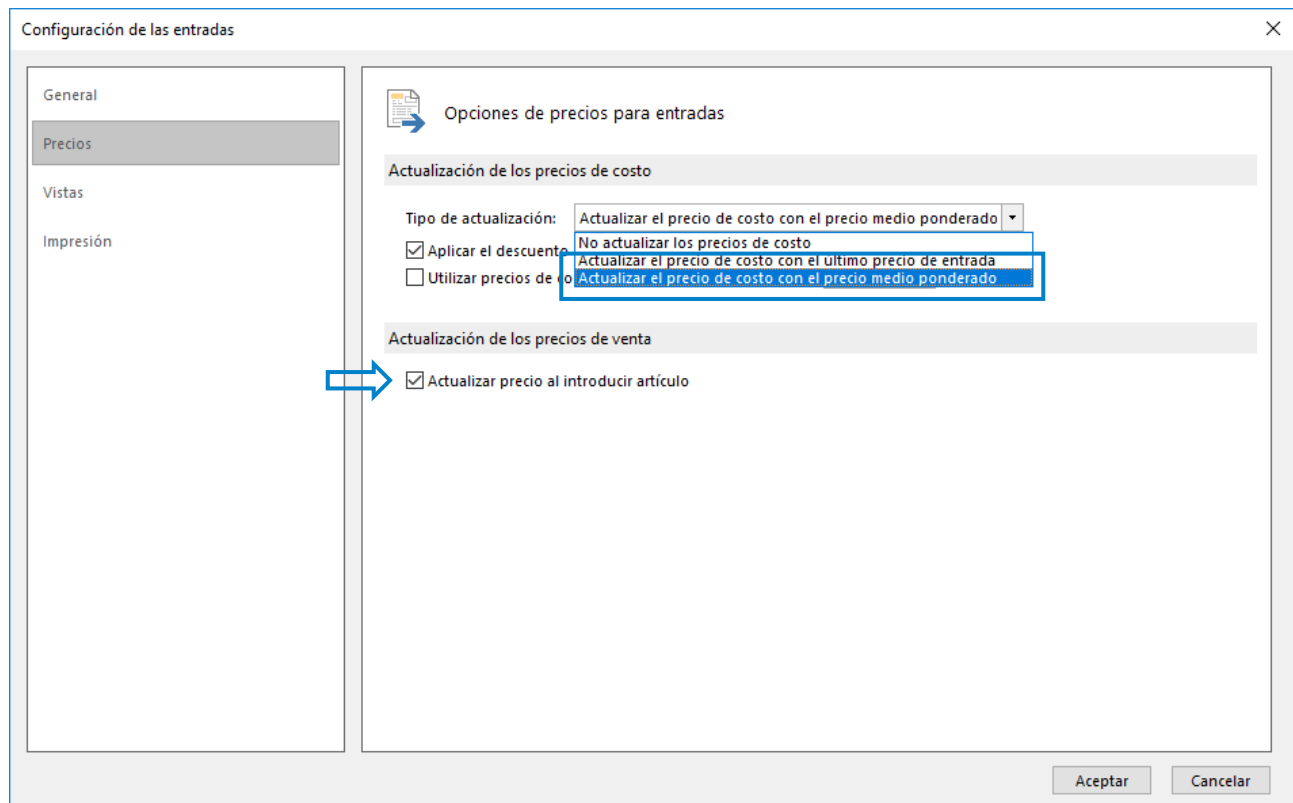 Configuración de las entradas
General
Precios
Vistas
Impresión
Opciones de precios para entradas
Actualización de los precios de costo
Tipo de actualización: Actualizar el precio de costo con el precio medio ponderado
No actualizar los precios de costo
Aplicar el descuento
Actualizar el precio de costo con el último precio de entrada
Utilizar precios de
Actualizar el precio de costo con el precio medio ponderado
Actualización de los precios de venta
Actualizar precio al introducir artículo
Aceptar Cancelar